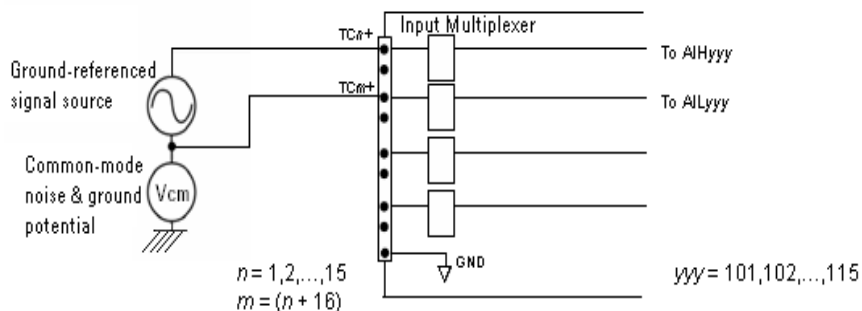 Input Multiplexer
TCn+
To AIHyyy
Ground-referenced
signal source
TCm+
To AILyyy
Common-mode
noise & ground
potential
Vcm
GND
n = 1,2,...,15
m = (n + 16)
yyy = 101,102,...,115